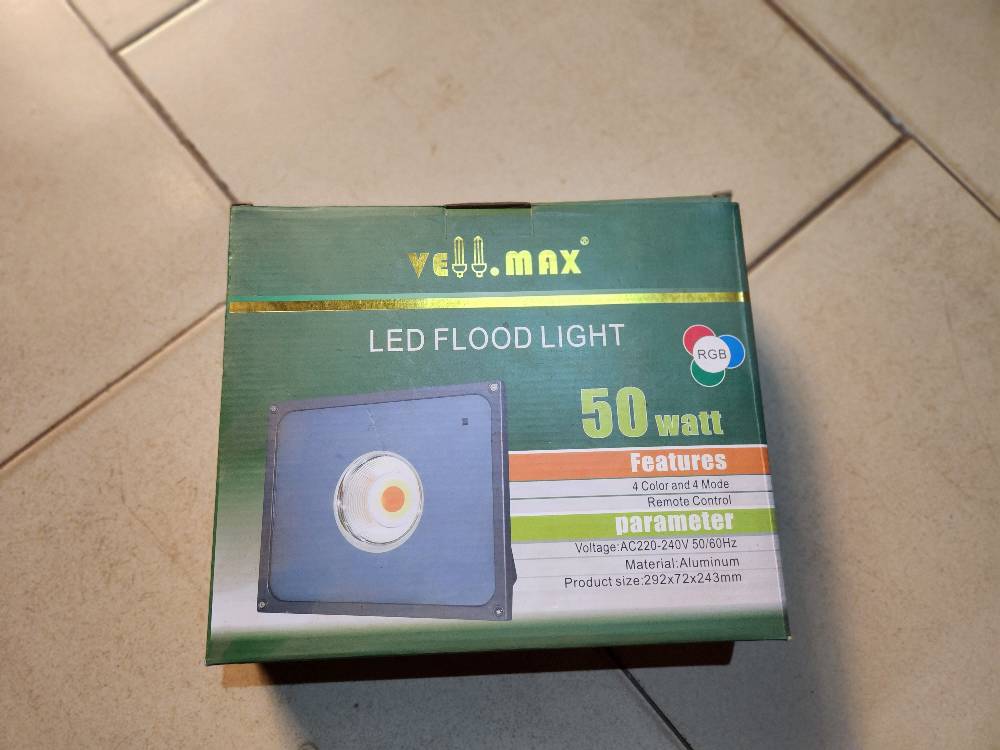 vell.max®
LED FLOOD LIGHT
RGB
50 watt
Features
4 Color and 4 Mode
Remote Control
parameter
Voltage:AC220-240V 50/60Hz
Material:Aluminum
Product size:292x72x243mm